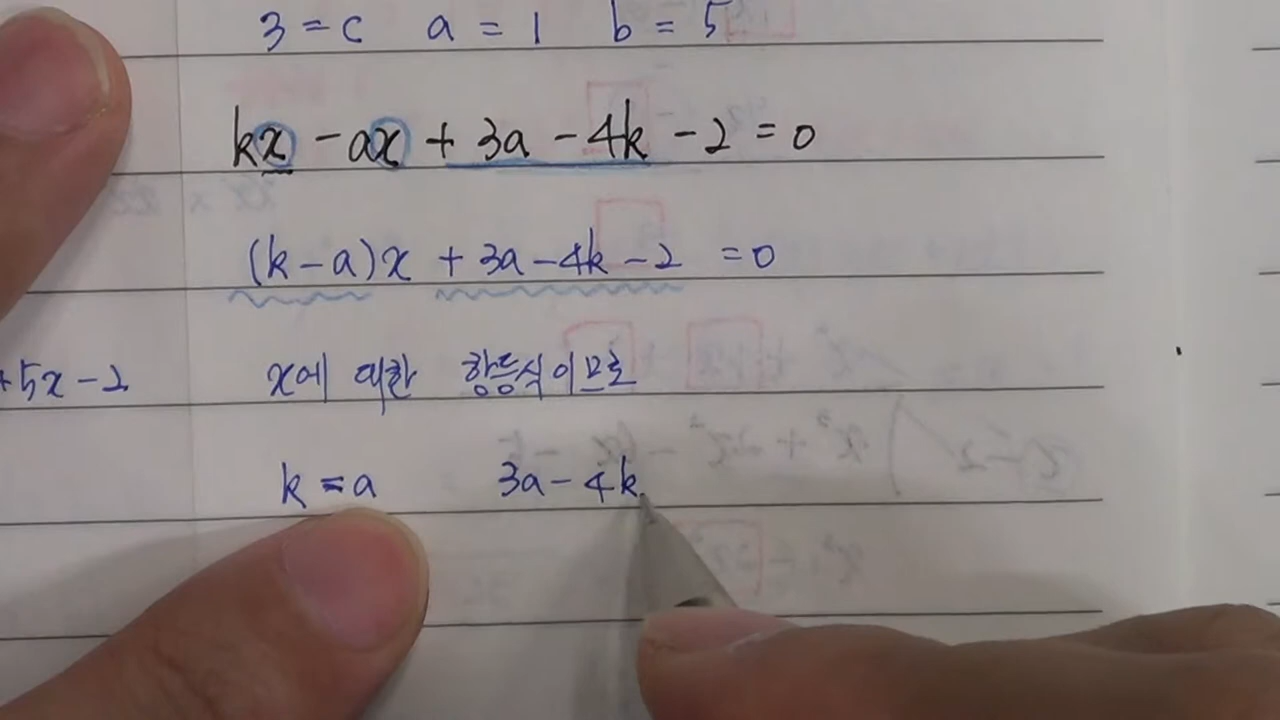 3 = c   a = 1   b = 5
kx - ax + 3a - 4k - 2 = 0
(k - a)x + 3a - 4k - 2 = 0
+5x - 2
x에 대한 항등식이므로
k = a   3a - 4k